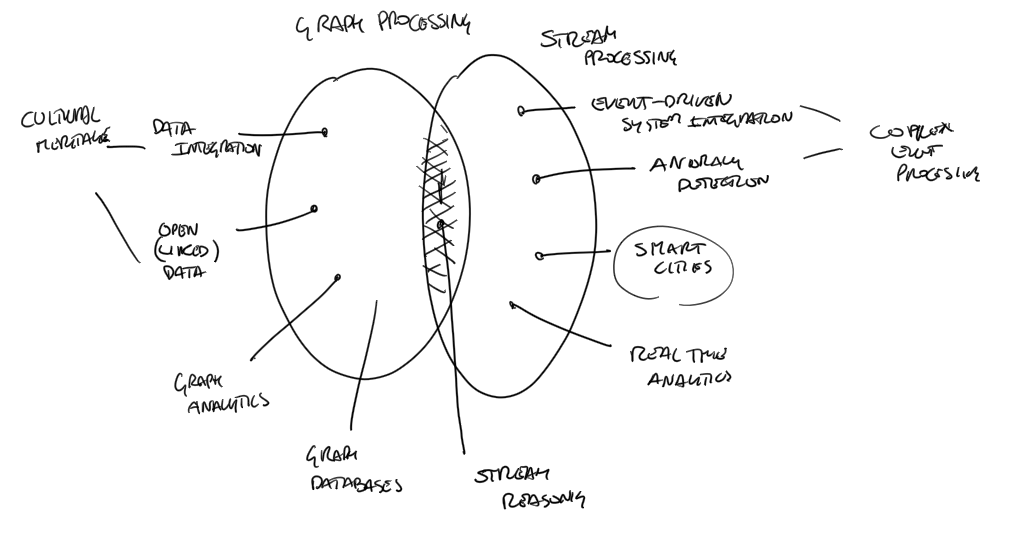 GRAPH PROCESSING
STREAM
PROCESSING
CULTURAL
HERITAGE
DATA
INTEGRATION
OPEN
(LINKED)
DATA
GRAPH
ANALYTICS
GRAPH
DATABASES
STREAM
REASONING
EVENT-DRIVEN
SYSTEM INTEGRATION
ANOMALY
DETECTION
SMART
CITIES
REAL TIME
ANALYTICS
COMPLEX
EVENT
PROCESSING